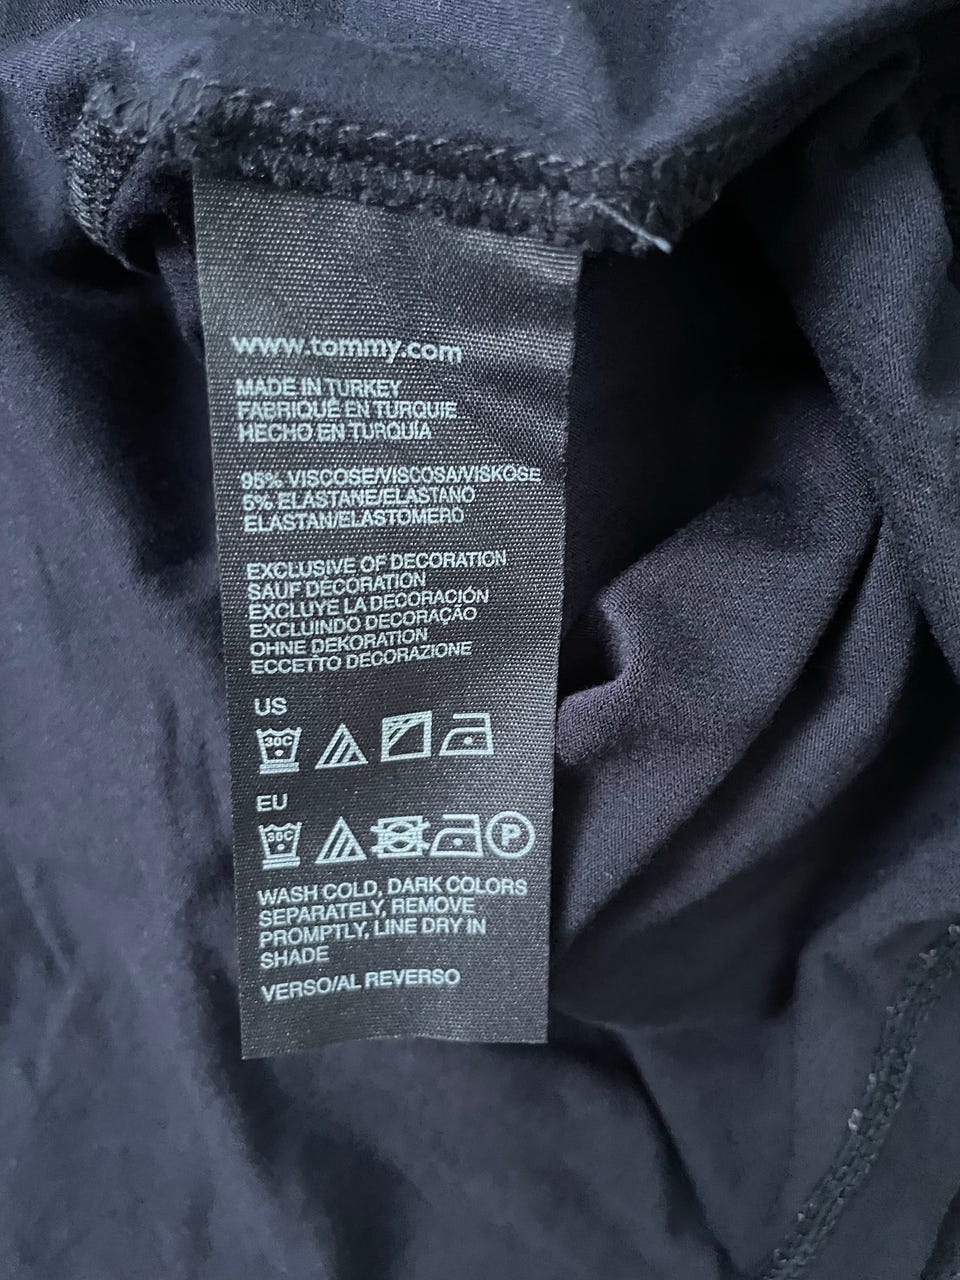 www.tommy.com
MADE IN TURKEY
FABRIQUÉ EN TURQUIE
HECHO EN TURQUIA
95% VISCOSE/VISCOSA/VISKOSE
5% ELASTANE/ELASTANO
ELASTAN/ELASTOMERO
EXCLUSIVE OF DECORATION
SAUF DÉCORATION
EXCLUYE LA DECORACIÓN
EXCLUINDO DECORAÇÃO
OHNE DEKORATION
ECCETTO DECORAZIONE
US
30C
EU
30C P
WASH COLD, DARK COLORS
SEPARATELY, REMOVE
PROMPTLY, LINE DRY IN
SHADE
VERSO/AL REVERSO